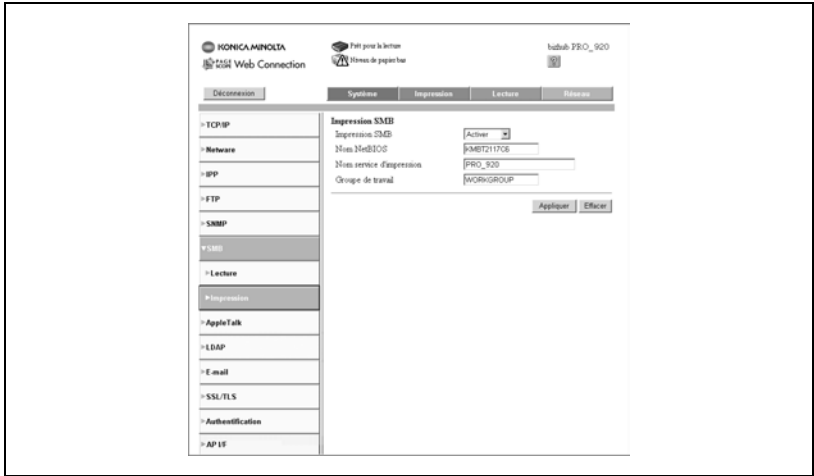 KONICA MINOLTA
PAGE SCOPE Web Connection
Prêt pour la lecture
Niveau de papier bas
bizhub PRO_920
Déconnexion
Système
Impression
Lecture
Réseau
TCP/IP
Netware
IPP
FTP
SNMP
SMB
Lecture
Impression
AppleTalk
LDAP
E-mail
SSL/TLS
Authentification
AP I/F
Impression SMB
Impression SMB Activer
Nom NetBIOS KMBT2117C6
Nom service d'impression PRO_920
Groupe de travail WORKGROUP
Appliquer Effacer